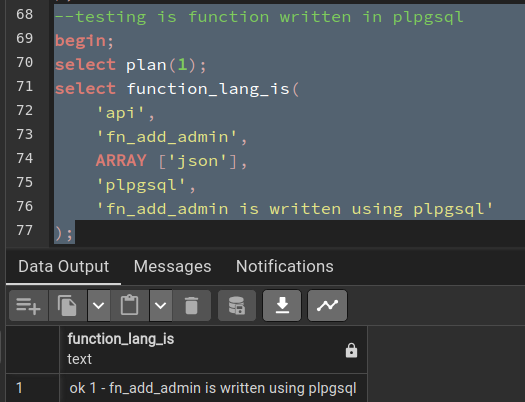 68 --testing is function written in plpgsql
69 begin;
70 select plan(1);
71 select function_lang_is(
72     'api',
73     'fn_add_admin',
74     ARRAY ['json'],
75     'plpgsql',
76     'fn_add_admin is written using plpgsql'
77 );
Data Output Messages Notifications
function_lang_is
text
1 ok 1 - fn_add_admin is written using plpgsql